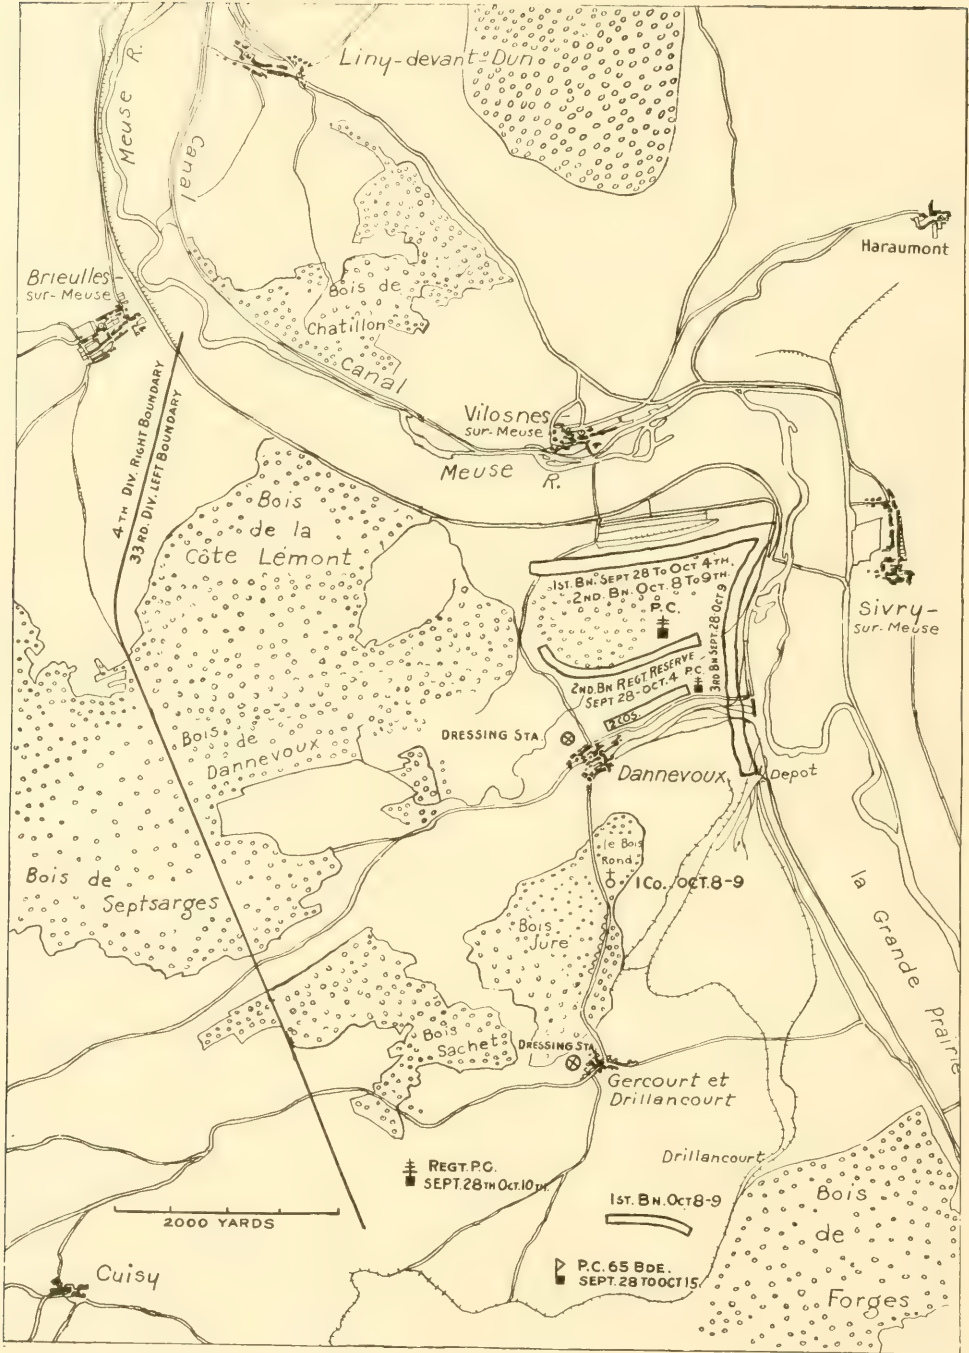 Meuse R.
Canal
Liny-devant-Dun
Haraumont
Brieulles-
sur-Meuse
Bois de
Chatillon
Canal
4TH DIV. RIGHT BOUNDARY
33RD. DIV. LEFT BOUNDARY
Vilosnes-
sur-Meuse
Meuse R.
Bois
de la
Côte Lémont
1ST. BN. SEPT 28 TO OCT 4TH.
2ND. BN. OCT. 8 TO 9TH.
P.C.
3RD BN SEPT. 28 OCT 9
Sivry-
sur-Meuse
2ND. BN REGT. RESERVE
SEPT 28-OCT. 4 P.C.
2 COS.
Bois de
Dannevoux
DRESSING STA.
Dannevoux
Depot
le Bois
Rond
1 CO. OCT. 8-9
Bois de
Septsarges
Bois
Juré
la Grande Prairie
Bois
Sachet
DRESSING STA.
Gercourt et
Drillancourt
Drillancourt
REGT. P.C.
SEPT. 28TH OCT. 10TH.
1ST. BN. OCT 8-9
2000 YARDS
Bois
de
Forges
P.C. 65 BDE.
SEPT. 28 TO OCT 15.
Cuisy